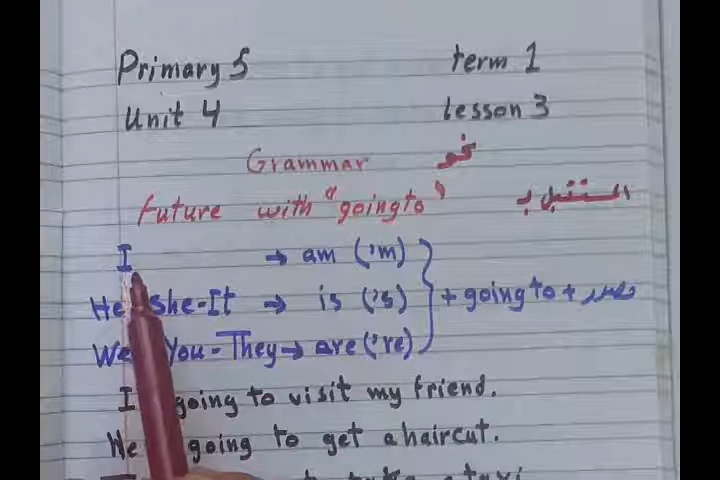 Primary 5 term 1
Unit 4 Lesson 3
Grammar نحو
Future with "going to" المستقبل بـ
I → am ('m)
He she-It → is ('s) + going to + مصدر
We You-They → are ('re)
I going to visit my friend.
He going to get a haircut.
a taxi